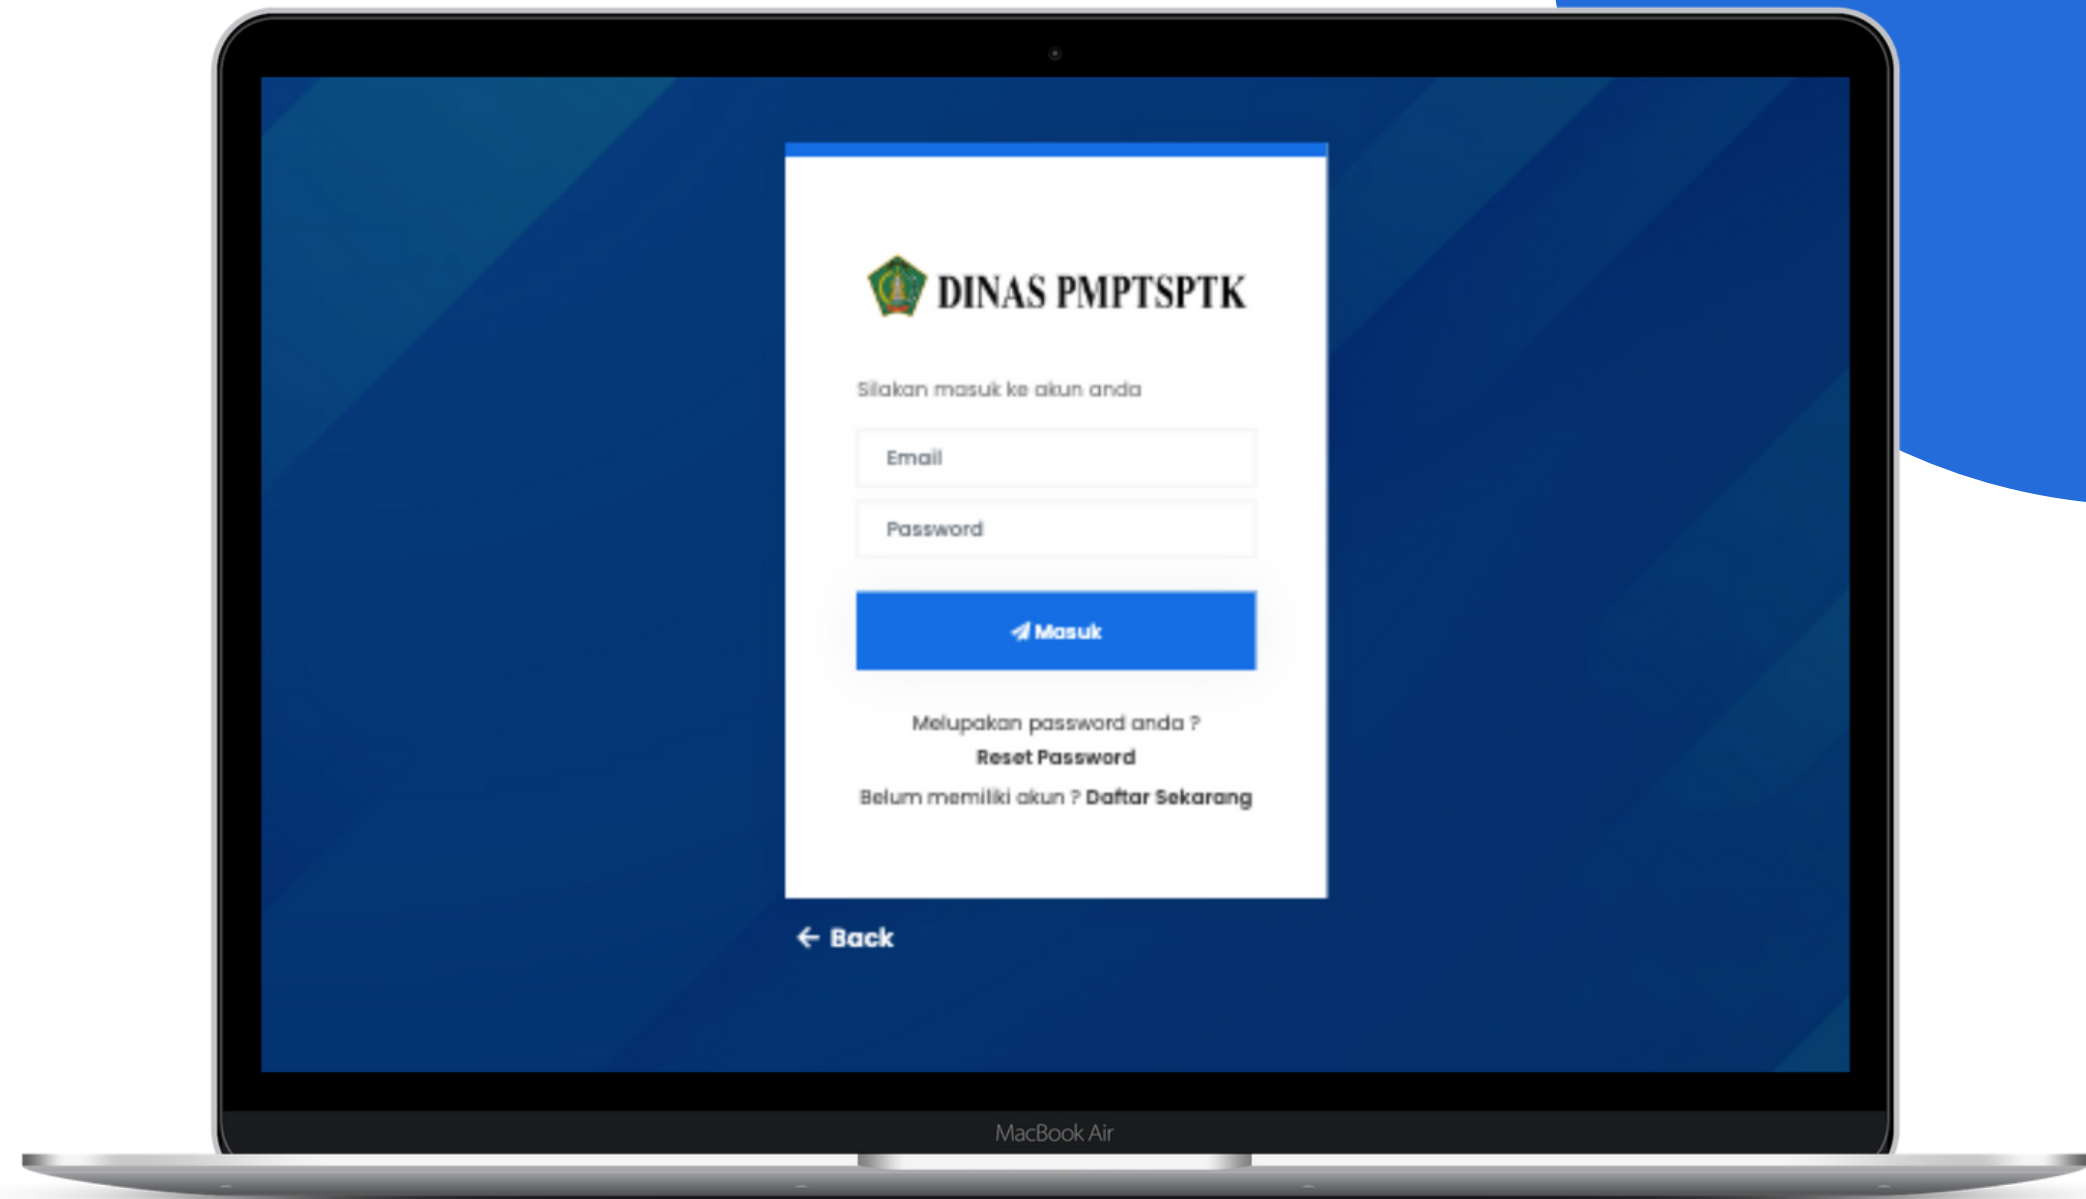 DINAS PMPTSPTK
Silakan masuk ke akun anda
Email
Password
Masuk
Melupakan password anda ?
Reset Password
Belum memiliki akun ? Daftar Sekarang
← Back
MacBook Air